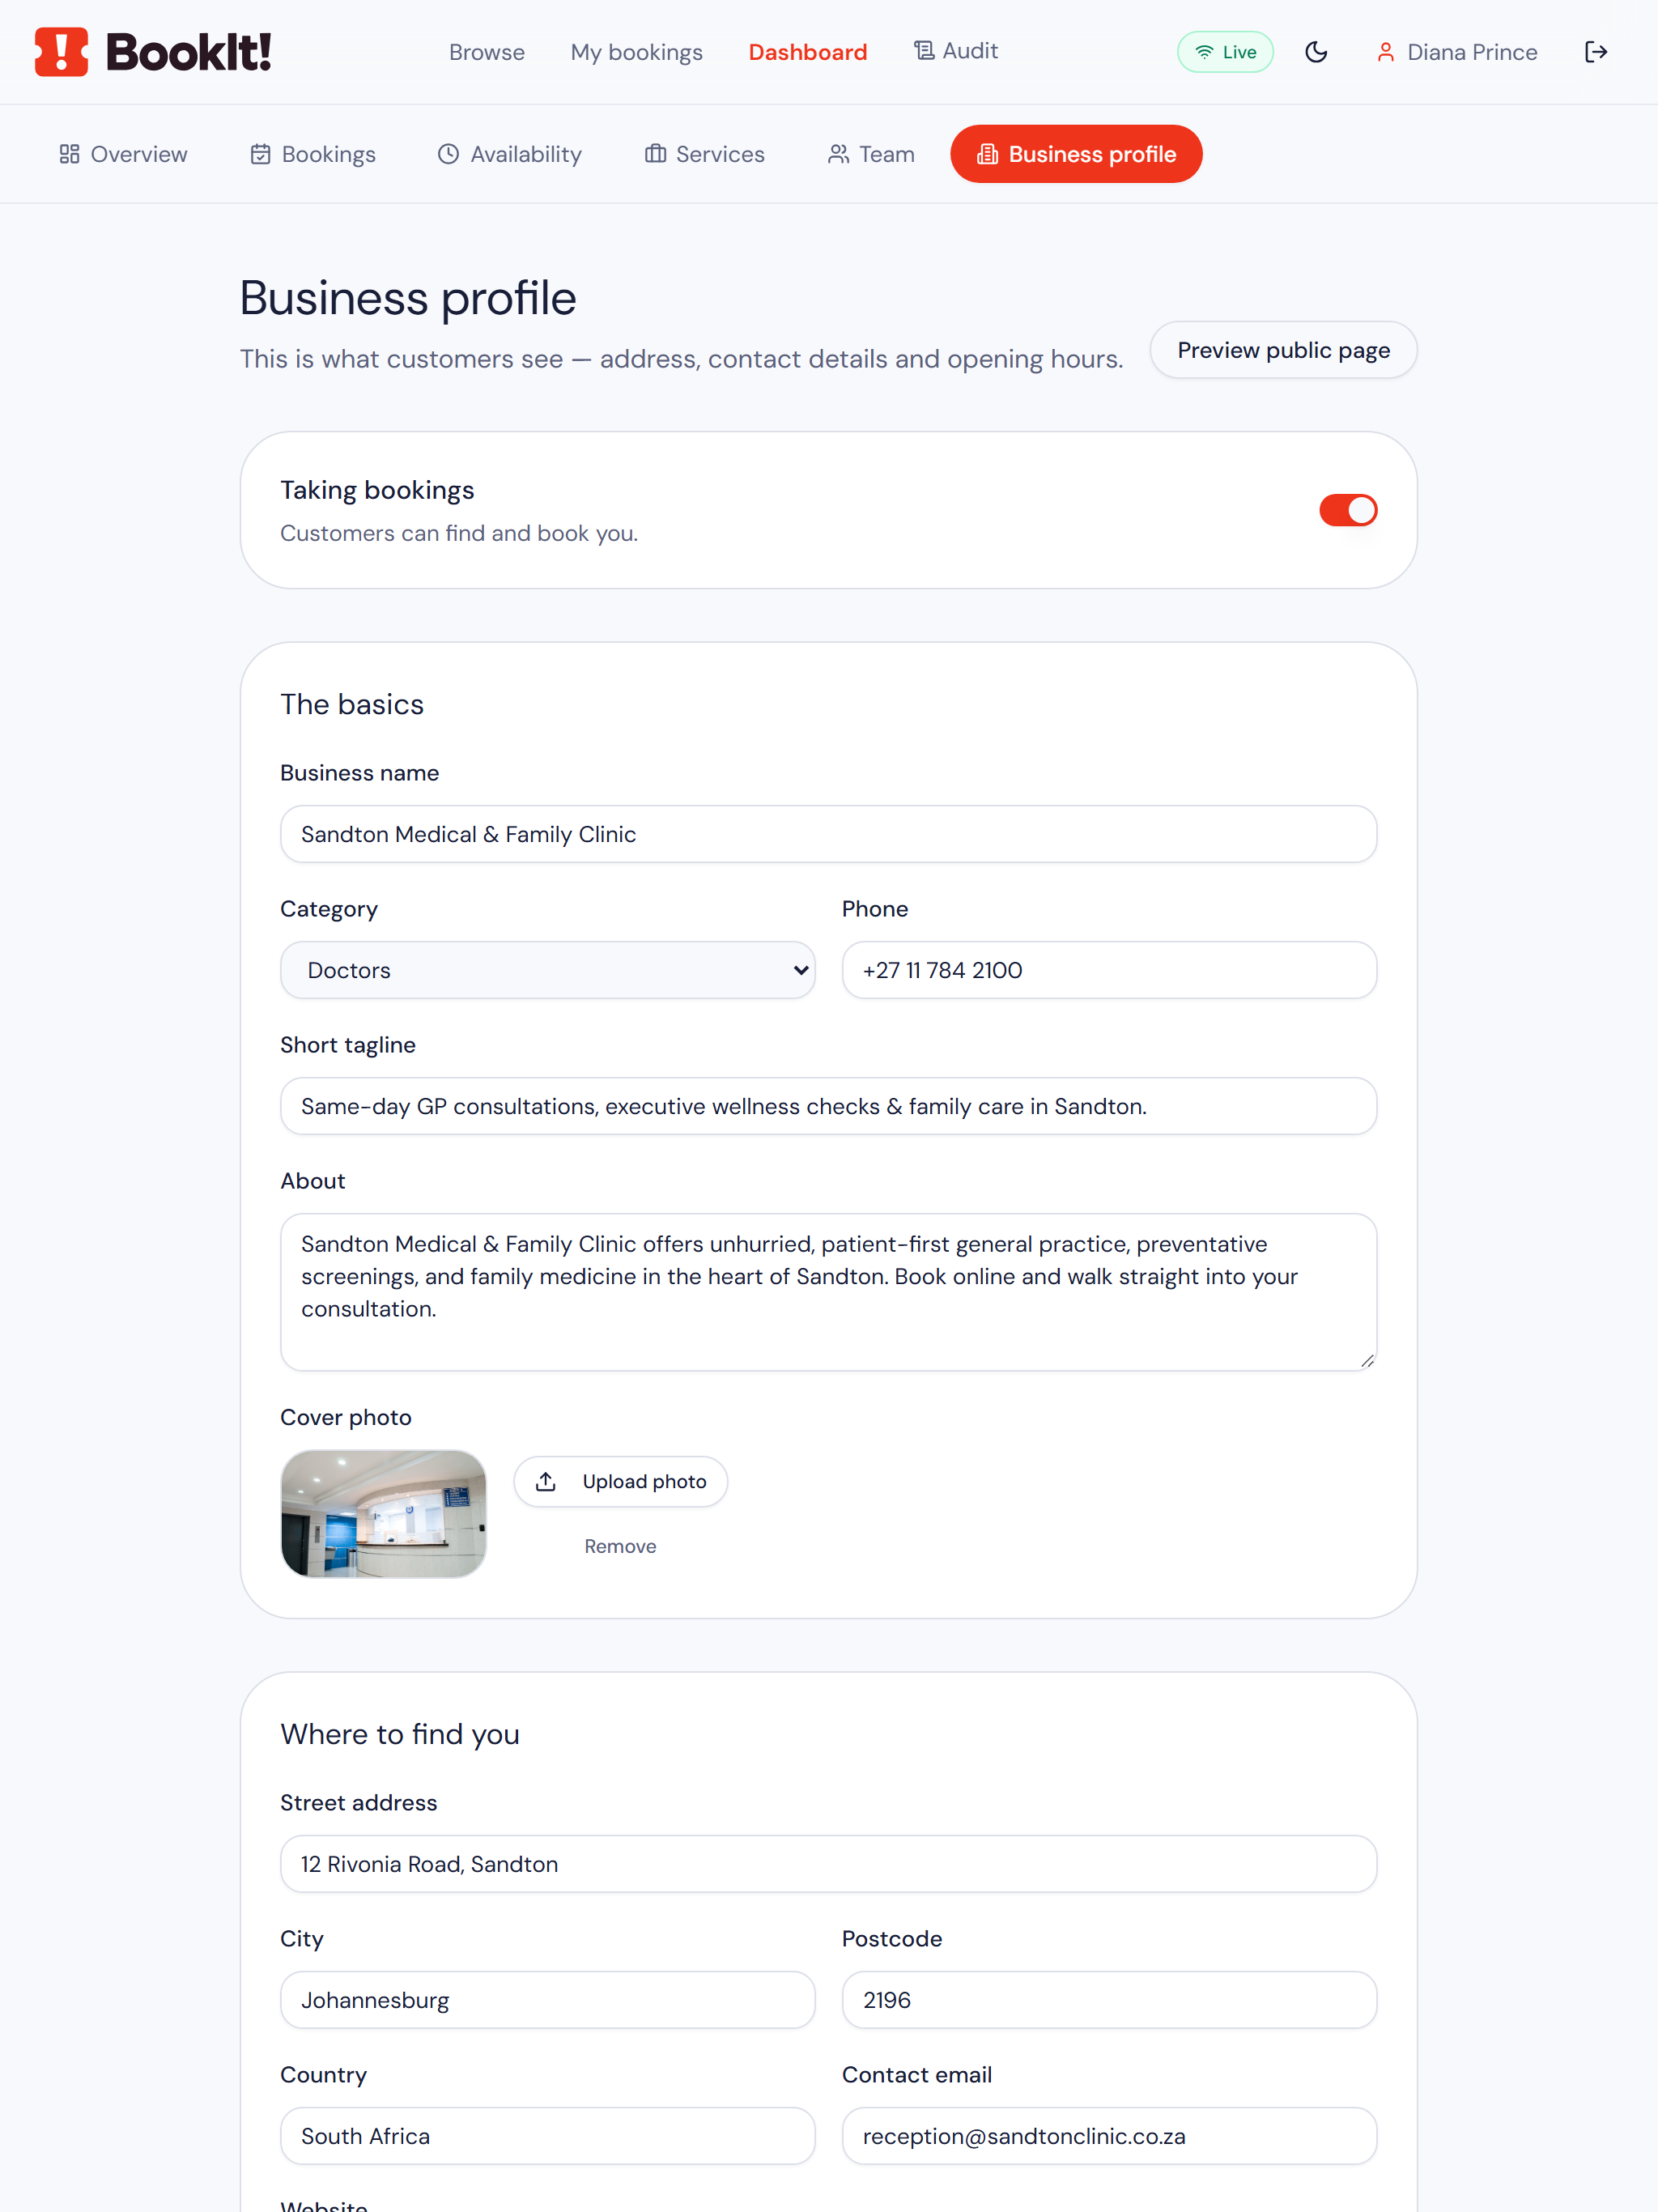 BookIt!
Browse
My bookings
Dashboard
Audit
Live
Diana Prince
Overview
Bookings
Availability
Services
Team
Business profile
Business profile
This is what customers see — address, contact details and opening hours.
Preview public page
Taking bookings
Customers can find and book you.
The basics
Business name
Sandton Medical & Family Clinic
Category
Phone
Doctors
+27 11 784 2100
Short tagline
Same-day GP consultations, executive wellness checks & family care in Sandton.
About
Sandton Medical & Family Clinic offers unhurried, patient-first general practice, preventative
screenings, and family medicine in the heart of Sandton. Book online and walk straight into your
consultation.
Cover photo
Upload photo
Remove
Where to find you
Street address
12 Rivonia Road, Sandton
City
Postcode
Johannesburg
2196
Country
Contact email
South Africa
reception@sandtonclinic.co.za
Website